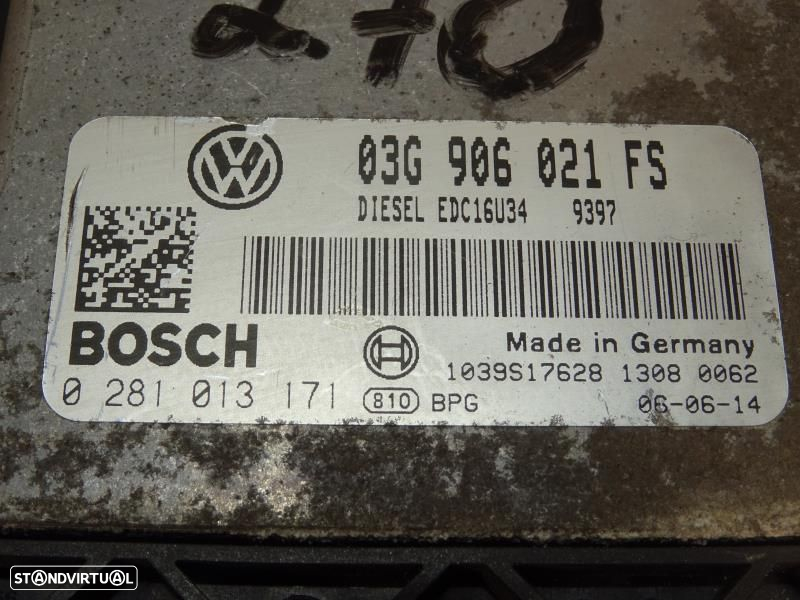 270
03G 906 021 FS
DIESEL EDC16U34 9397
BOSCH
Made in Germany
1039S17628 1308 0062
0 281 013 171 810 BPG 06-06-14
STANDVIRTUAL